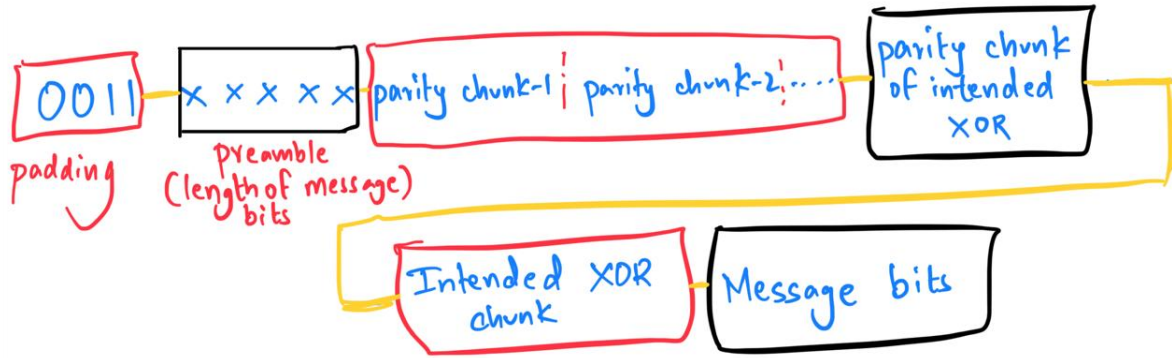 0011
padding
x x x x x
preamble
(length of message)
bits
parity chunk-1 ¦ parity chunk-2 ¦ ....
parity chunk
of intended
XOR
Intended XOR
chunk
Message bits